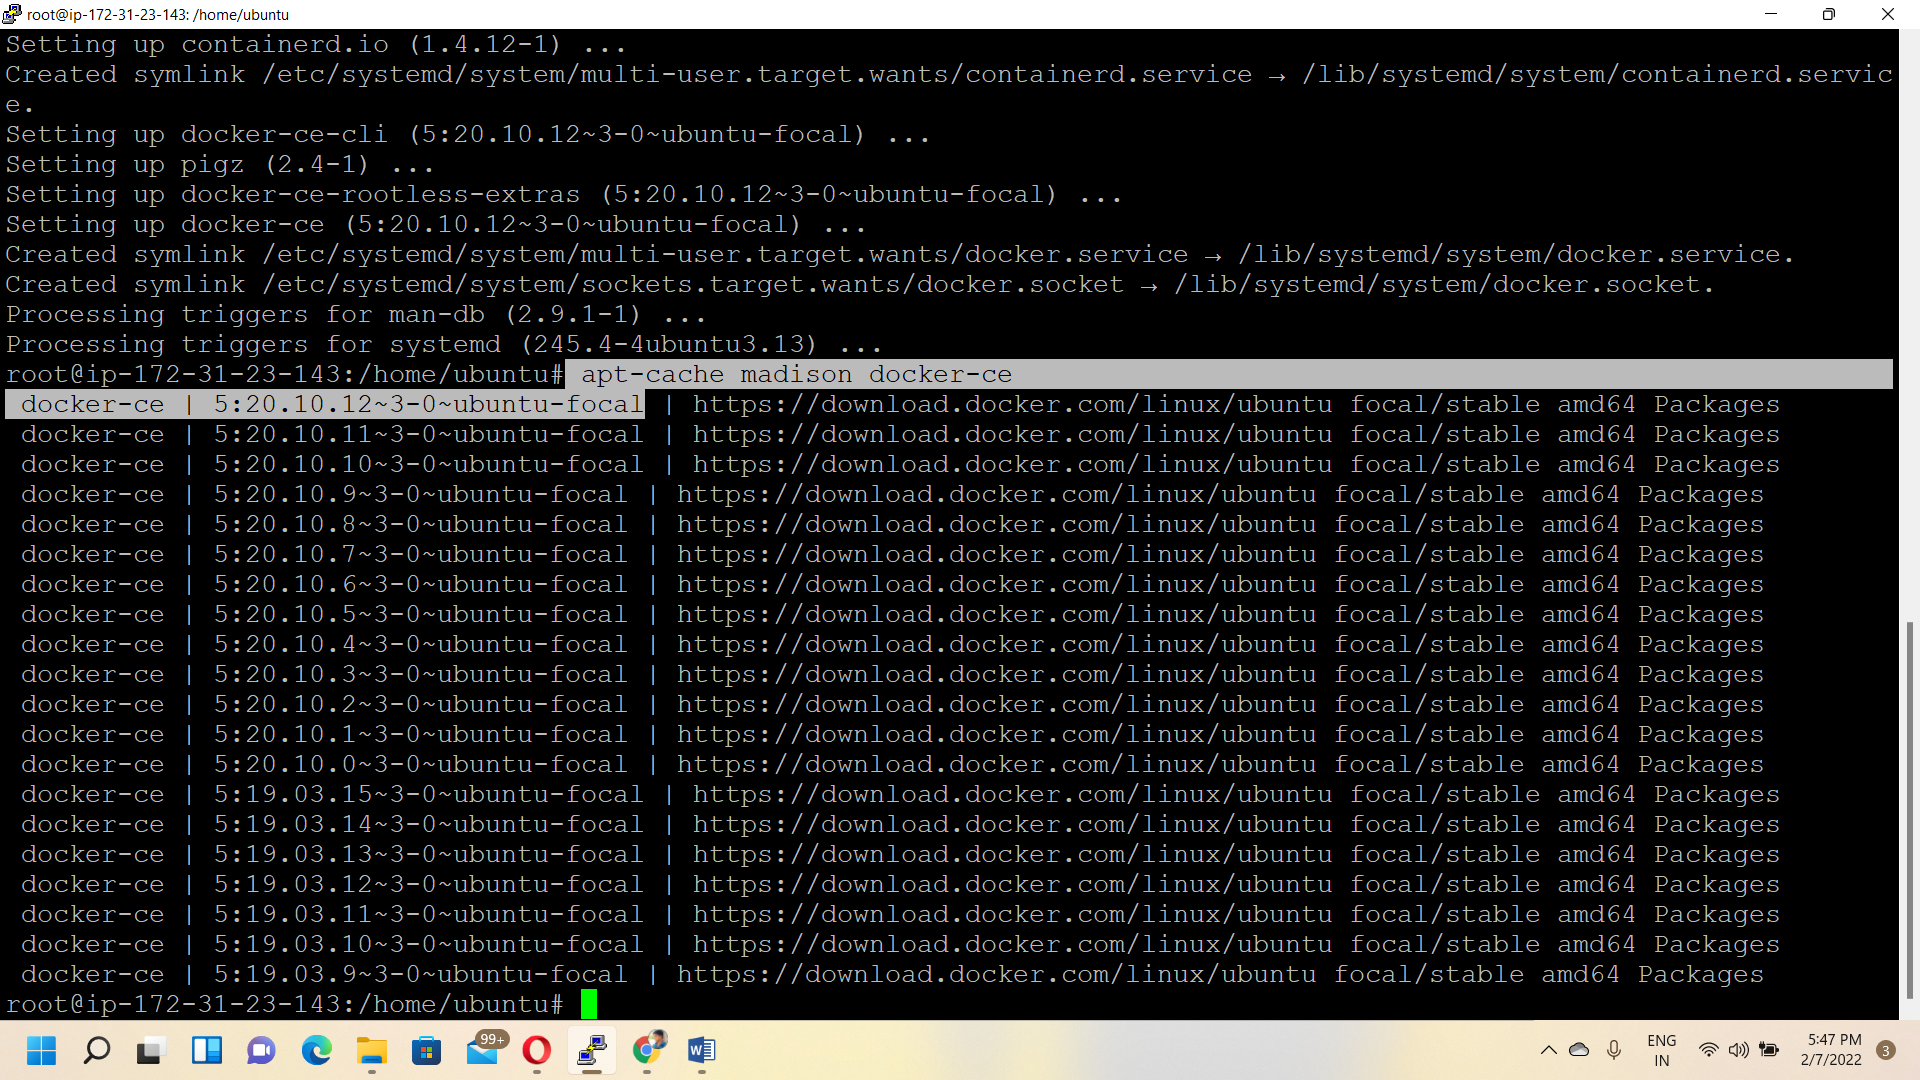 root@ip-172-31-23-143: /home/ubuntu
Setting up containerd.io (1.4.12-1) ...
Created symlink /etc/systemd/system/multi-user.target.wants/containerd.service → /lib/systemd/system/containerd.servic
e.
Setting up docker-ce-cli (5:20.10.12~3-0~ubuntu-focal) ...
Setting up pigz (2.4-1) ...
Setting up docker-ce-rootless-extras (5:20.10.12~3-0~ubuntu-focal) ...
Setting up docker-ce (5:20.10.12~3-0~ubuntu-focal) ...
Created symlink /etc/systemd/system/multi-user.target.wants/docker.service → /lib/systemd/system/docker.service.
Created symlink /etc/systemd/system/sockets.target.wants/docker.socket → /lib/systemd/system/docker.socket.
Processing triggers for man-db (2.9.1-1) ...
Processing triggers for systemd (245.4-4ubuntu3.13) ...
root@ip-172-31-23-143:/home/ubuntu# apt-cache madison docker-ce
docker-ce | 5:20.10.12~3-0~ubuntu-focal | https://download.docker.com/linux/ubuntu focal/stable amd64 Packages
docker-ce | 5:20.10.11~3-0~ubuntu-focal | https://download.docker.com/linux/ubuntu focal/stable amd64 Packages
docker-ce | 5:20.10.10~3-0~ubuntu-focal | https://download.docker.com/linux/ubuntu focal/stable amd64 Packages
docker-ce | 5:20.10.9~3-0~ubuntu-focal | https://download.docker.com/linux/ubuntu focal/stable amd64 Packages
docker-ce | 5:20.10.8~3-0~ubuntu-focal | https://download.docker.com/linux/ubuntu focal/stable amd64 Packages
docker-ce | 5:20.10.7~3-0~ubuntu-focal | https://download.docker.com/linux/ubuntu focal/stable amd64 Packages
docker-ce | 5:20.10.6~3-0~ubuntu-focal | https://download.docker.com/linux/ubuntu focal/stable amd64 Packages
docker-ce | 5:20.10.5~3-0~ubuntu-focal | https://download.docker.com/linux/ubuntu focal/stable amd64 Packages
docker-ce | 5:20.10.4~3-0~ubuntu-focal | https://download.docker.com/linux/ubuntu focal/stable amd64 Packages
docker-ce | 5:20.10.3~3-0~ubuntu-focal | https://download.docker.com/linux/ubuntu focal/stable amd64 Packages
docker-ce | 5:20.10.2~3-0~ubuntu-focal | https://download.docker.com/linux/ubuntu focal/stable amd64 Packages
docker-ce | 5:20.10.1~3-0~ubuntu-focal | https://download.docker.com/linux/ubuntu focal/stable amd64 Packages
docker-ce | 5:20.10.0~3-0~ubuntu-focal | https://download.docker.com/linux/ubuntu focal/stable amd64 Packages
docker-ce | 5:19.03.15~3-0~ubuntu-focal | https://download.docker.com/linux/ubuntu focal/stable amd64 Packages
docker-ce | 5:19.03.14~3-0~ubuntu-focal | https://download.docker.com/linux/ubuntu focal/stable amd64 Packages
docker-ce | 5:19.03.13~3-0~ubuntu-focal | https://download.docker.com/linux/ubuntu focal/stable amd64 Packages
docker-ce | 5:19.03.12~3-0~ubuntu-focal | https://download.docker.com/linux/ubuntu focal/stable amd64 Packages
docker-ce | 5:19.03.11~3-0~ubuntu-focal | https://download.docker.com/linux/ubuntu focal/stable amd64 Packages
docker-ce | 5:19.03.10~3-0~ubuntu-focal | https://download.docker.com/linux/ubuntu focal/stable amd64 Packages
docker-ce | 5:19.03.9~3-0~ubuntu-focal | https://download.docker.com/linux/ubuntu focal/stable amd64 Packages
root@ip-172-31-23-143:/home/ubuntu#
99+
ENG
IN
5:47 PM
2/7/2022
3